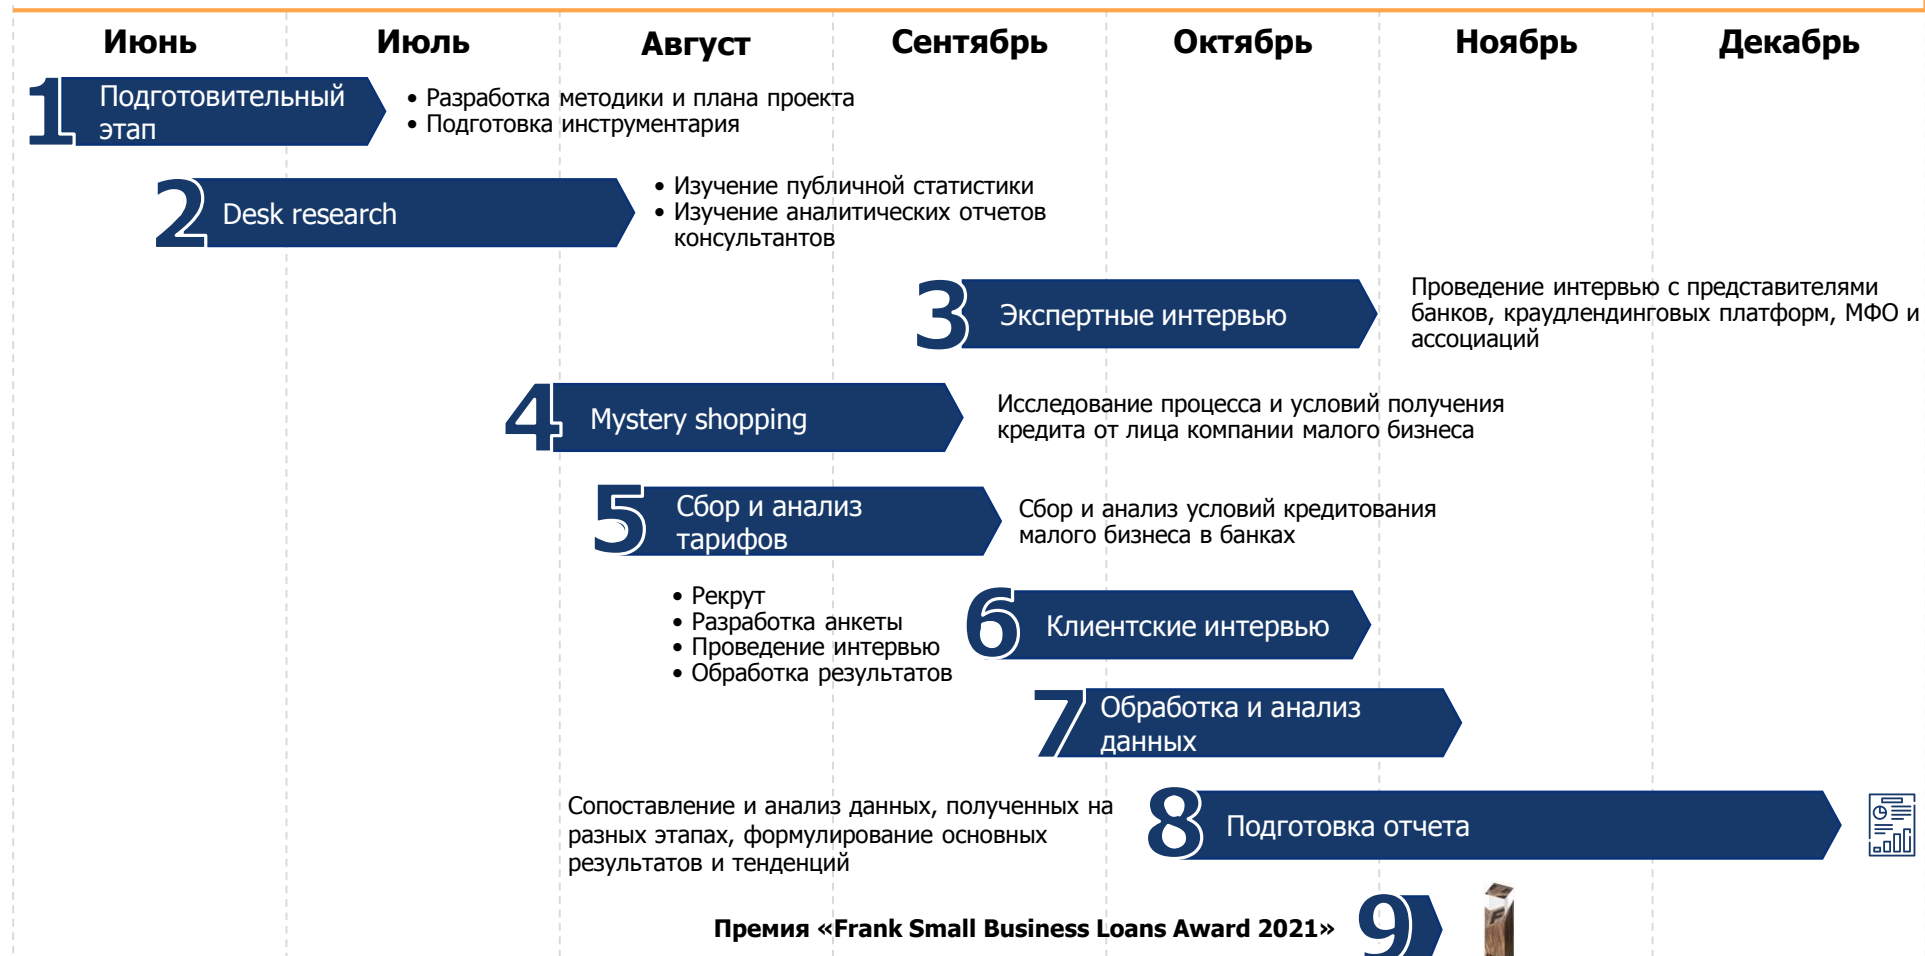 Июнь Июль Август Сентябрь Октябрь Ноябрь Декабрь
1 Подготовительный
этап
• Разработка методики и плана проекта
• Подготовка инструментария
2 Desk research
• Изучение публичной статистики
• Изучение аналитических отчетов
консультантов
3 Экспертные интервью
Проведение интервью с представителями
банков, краудлендинговых платформ, МФО и
ассоциаций
4 Mystery shopping
Исследование процесса и условий получения
кредита от лица компании малого бизнеса
5 Сбор и анализ
тарифов
Сбор и анализ условий кредитования
малого бизнеса в банках
• Рекрут
• Разработка анкеты
• Проведение интервью
• Обработка результатов
6 Клиентские интервью
7 Обработка и анализ
данных
Сопоставление и анализ данных, полученных на
разных этапах, формулирование основных
результатов и тенденций
8 Подготовка отчета
Премия «Frank Small Business Loans Award 2021»
9